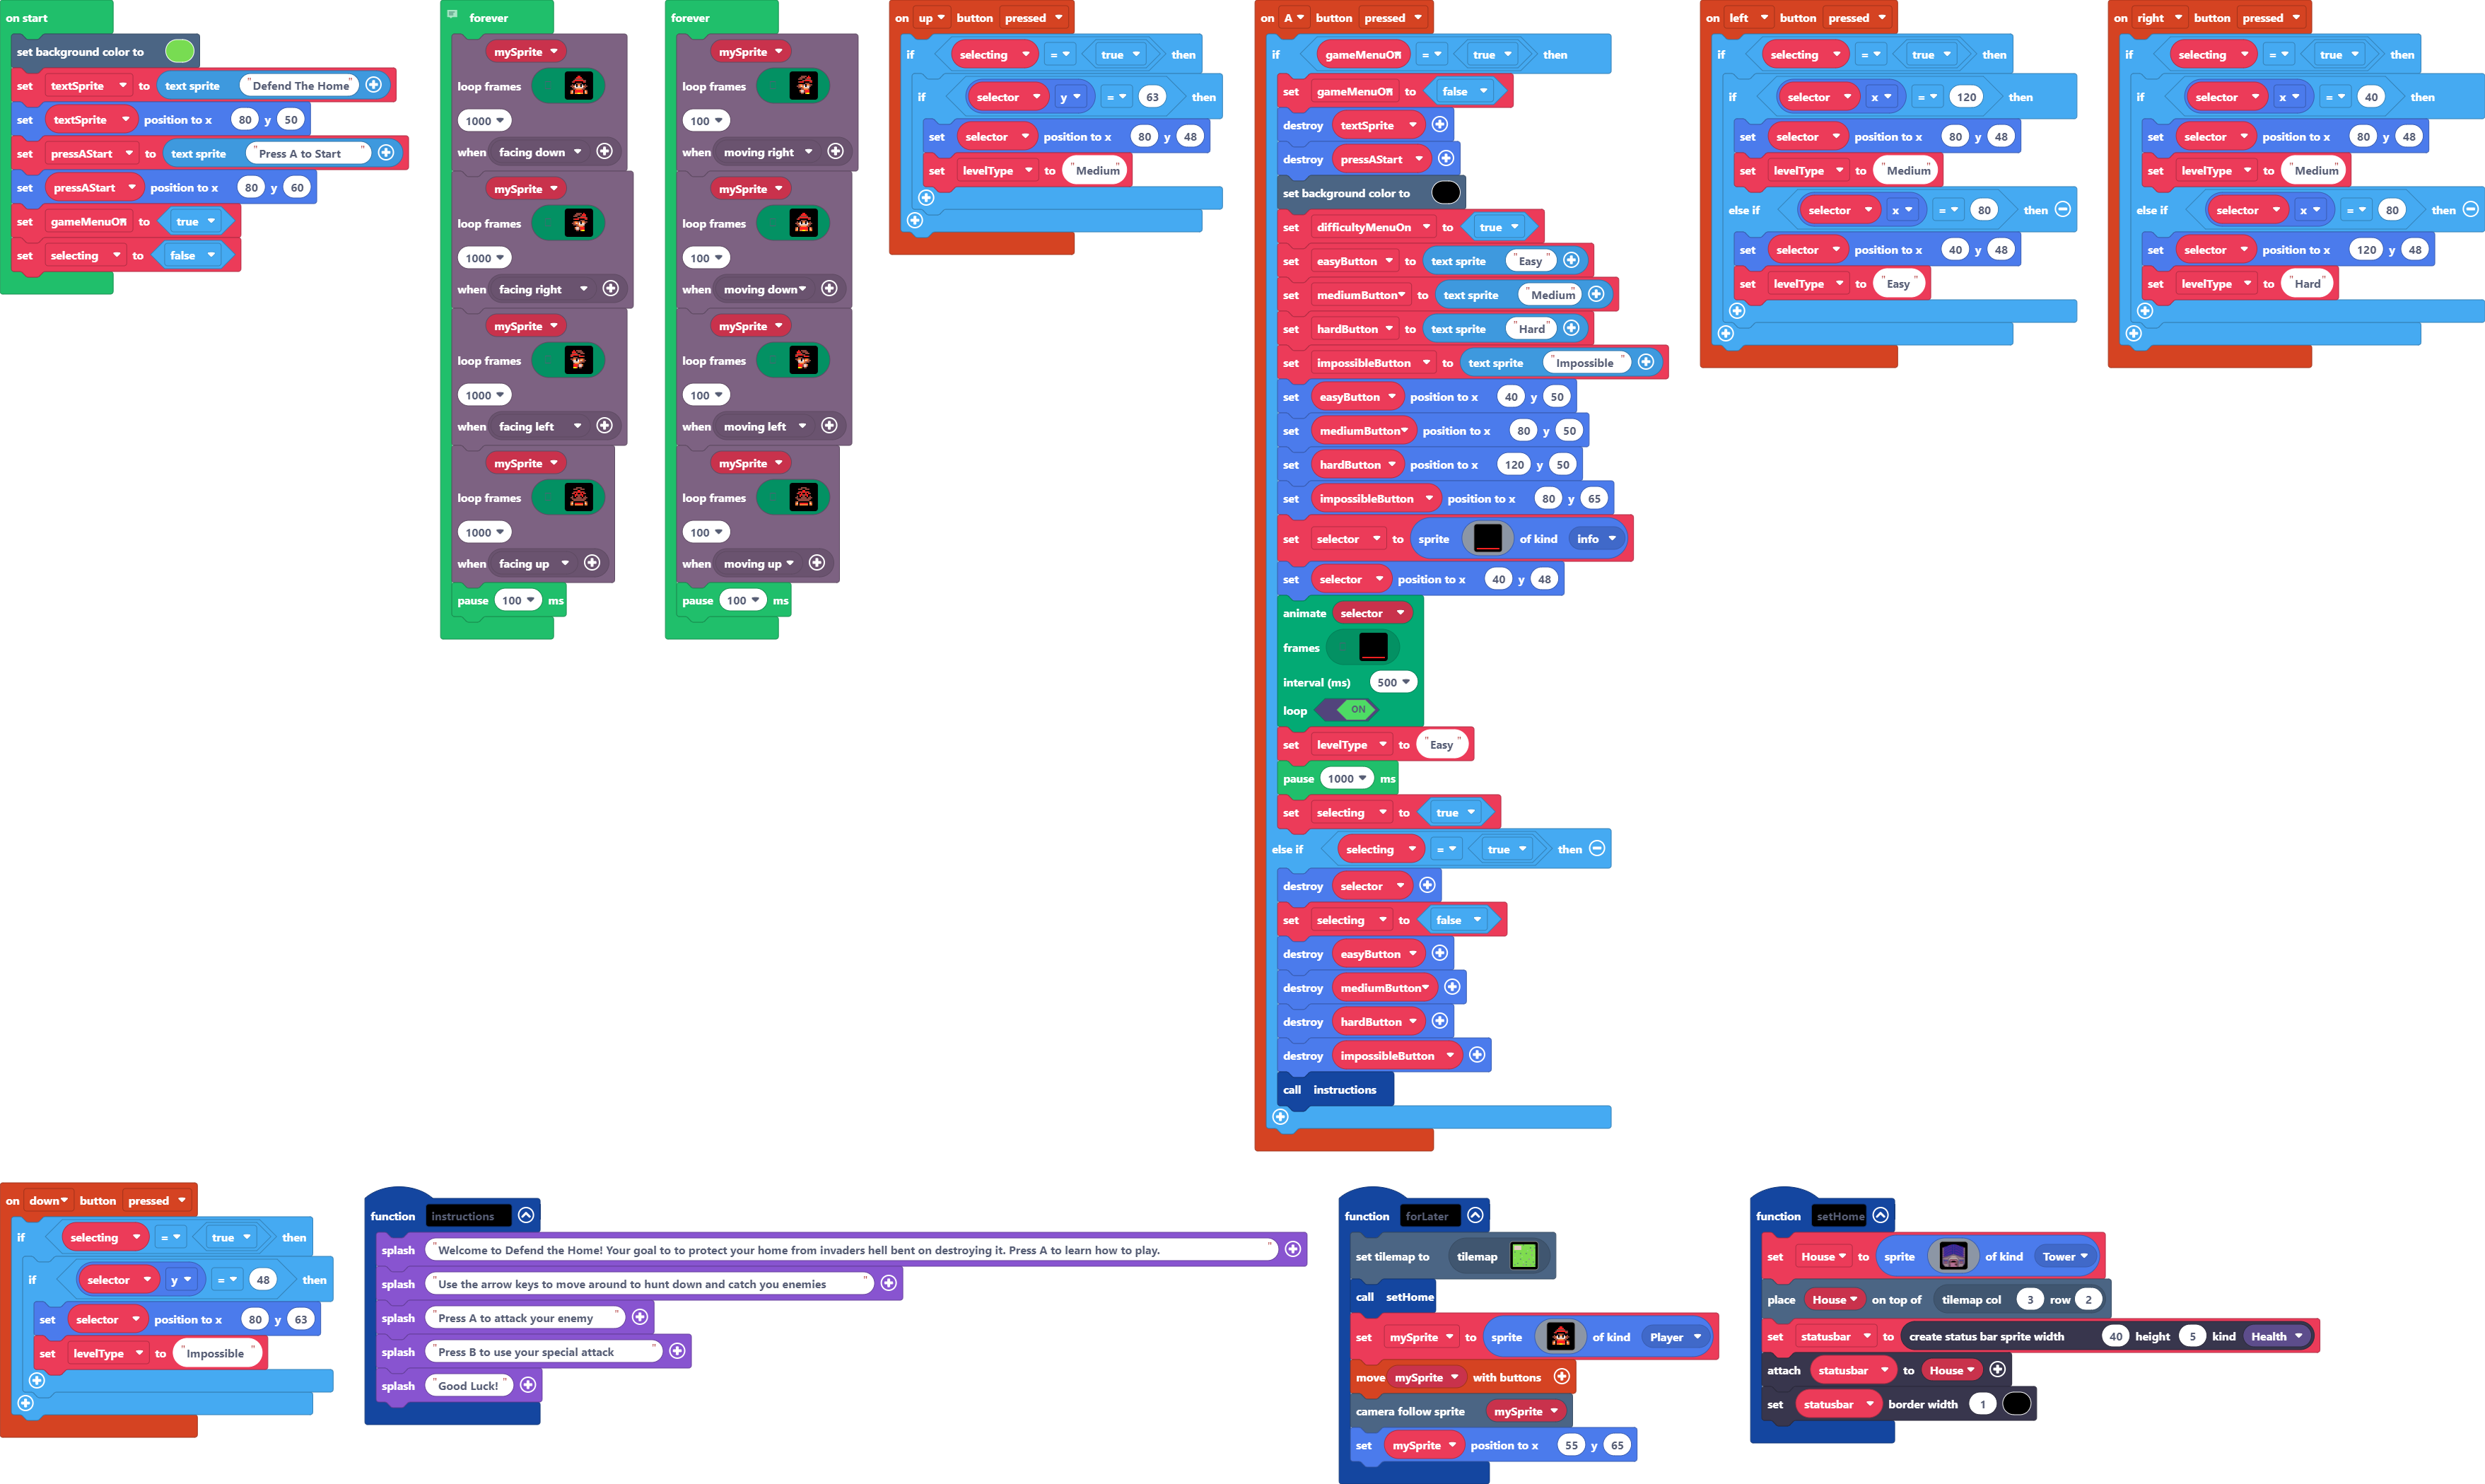 on start
set background color to
set textSprite to text sprite "Defend The Home"
set textSprite position to x 80 y 50
set pressAStart to text sprite "Press A to Start "
set pressAStart position to x 80 y 60
set gameMenuOn to true
set selecting to false
forever
mySprite
loop frames
1000
when facing down
mySprite
loop frames
1000
when facing right
mySprite
loop frames
1000
when facing left
mySprite
loop frames
1000
when facing up
pause 100 ms
forever
mySprite
loop frames
100
when moving right
mySprite
loop frames
100
when moving down
mySprite
loop frames
100
when moving left
mySprite
loop frames
100
when moving up
pause 100 ms
on up button pressed
if selecting = true then
if selector y = 63 then
set selector position to x 80 y 48
set levelType to "Medium"
on A button pressed
if gameMenuOn = true then
set gameMenuOn to false
destroy textSprite
destroy pressAStart
set background color to
set difficultyMenuOn to true
set easyButton to text sprite "Easy"
set mediumButton to text sprite "Medium"
set hardButton to text sprite "Hard"
set impossibleButton to text sprite "Impossible"
set easyButton position to x 40 y 50
set mediumButton position to x 80 y 50
set hardButton position to x 120 y 50
set impossibleButton position to x 80 y 65
set selector to sprite of kind info
set selector position to x 40 y 48
animate selector
frames
interval (ms) 500
loop ON
set levelType to "Easy"
pause 1000 ms
set selecting to true
else if selecting = true then
destroy selector
set selecting to false
destroy easyButton
destroy mediumButton
destroy hardButton
destroy impossibleButton
call instructions
on left button pressed
if selecting = true then
if selector x = 120 then
set selector position to x 80 y 48
set levelType to "Medium"
else if selector x = 80 then
set selector position to x 40 y 48
set levelType to "Easy"
on right button pressed
if selecting = true then
if selector x = 40 then
set selector position to x 80 y 48
set levelType to "Medium"
else if selector x = 80 then
set selector position to x 120 y 48
set levelType to "Hard"
on down button pressed
if selecting = true then
if selector y = 48 then
set selector position to x 80 y 63
set levelType to "Impossible"
function instructions
splash "Welcome to Defend the Home! Your goal to to protect your home from invaders hell bent on destroying it. Press A to learn how to play. "
splash "Use the arrow keys to move around to hunt down and catch you enemies "
splash "Press A to attack your enemy "
splash "Press B to use your special attack "
splash "Good Luck!"
function forLater
set tilemap to tilemap
call setHome
set mySprite to sprite of kind Player
move mySprite with buttons
camera follow sprite mySprite
set mySprite position to x 55 y 65
function setHome
set House to sprite of kind Tower
place House on top of tilemap col 3 row 2
set statusbar to create status bar sprite width 40 height 5 kind Health
attach statusbar to House
set statusbar border width 1